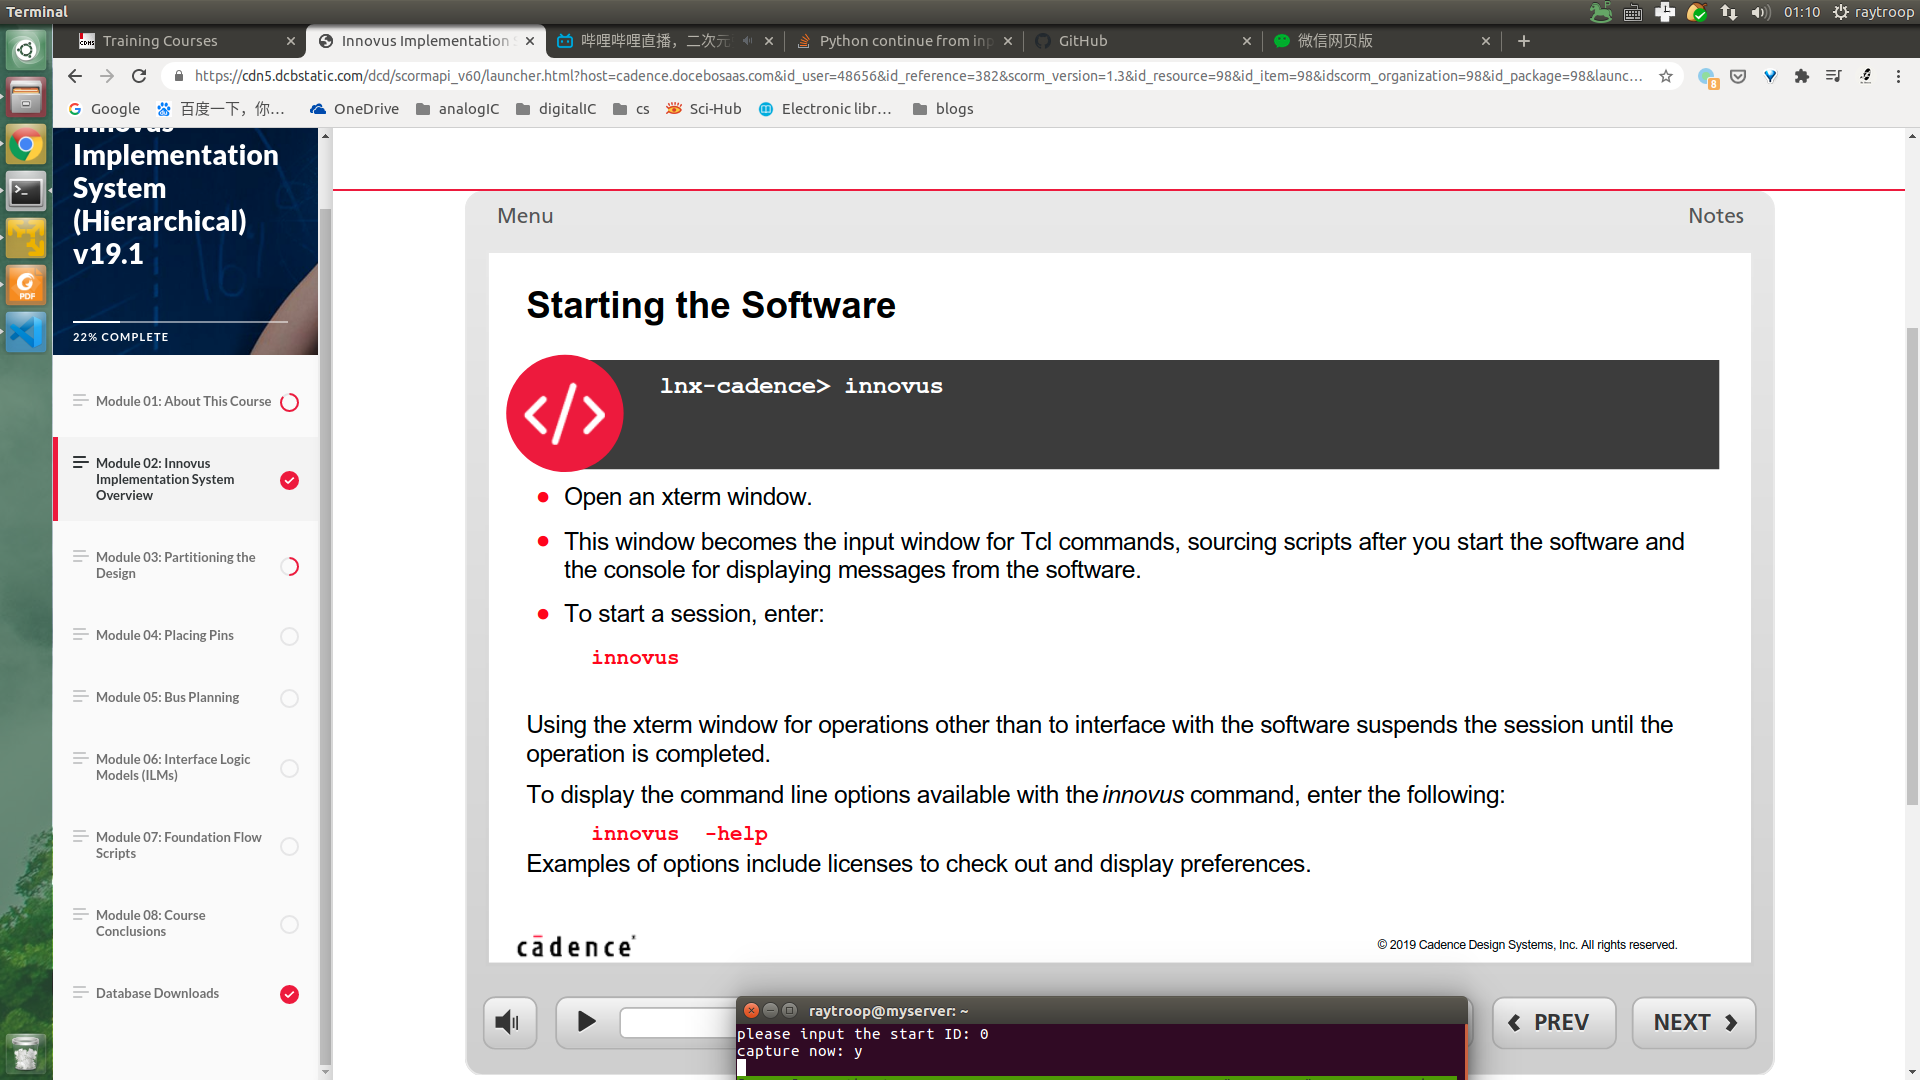 Terminal
01:10
raytroop
Training Courses
Innovus Implementation S
哔哩哔哩直播，二次元
Python continue from inp
GitHub
微信网页版
https://cdn5.dcbstatic.com/dcd/scormapi_v60/launcher.html?host=cadence.docebosaas.com&id_user=48656&id_reference=382&scorm_version=1.3&id_resource=98&id_item=98&idscorm_organization=98&id_package=98&launc...
8
Google
百度一下，你...
OneDrive
analogIC
digitalIC
cs
Sci-Hub
Electronic libr...
blogs
Innovus
Implementation
System
(Hierarchical)
v19.1
22% COMPLETE
Module 01: About This Course
Module 02: Innovus
Implementation System
Overview
Module 03: Partitioning the
Design
Module 04: Placing Pins
Module 05: Bus Planning
Module 06: Interface Logic
Models (ILMs)
Module 07: Foundation Flow
Scripts
Module 08: Course
Conclusions
Database Downloads
Menu
Notes
Starting the Software
</>
lnx-cadence> innovus
Open an xterm window.
This window becomes the input window for Tcl commands, sourcing scripts after you start the software and
the console for displaying messages from the software.
To start a session, enter:
innovus
Using the xterm window for operations other than to interface with the software suspends the session until the
operation is completed.
To display the command line options available with the innovus command, enter the following:
innovus -help
Examples of options include licenses to check out and display preferences.
cādence
© 2019 Cadence Design Systems, Inc. All rights reserved.
raytroop@myserver: ~
please input the start ID: 0
capture now: y
PREV
NEXT